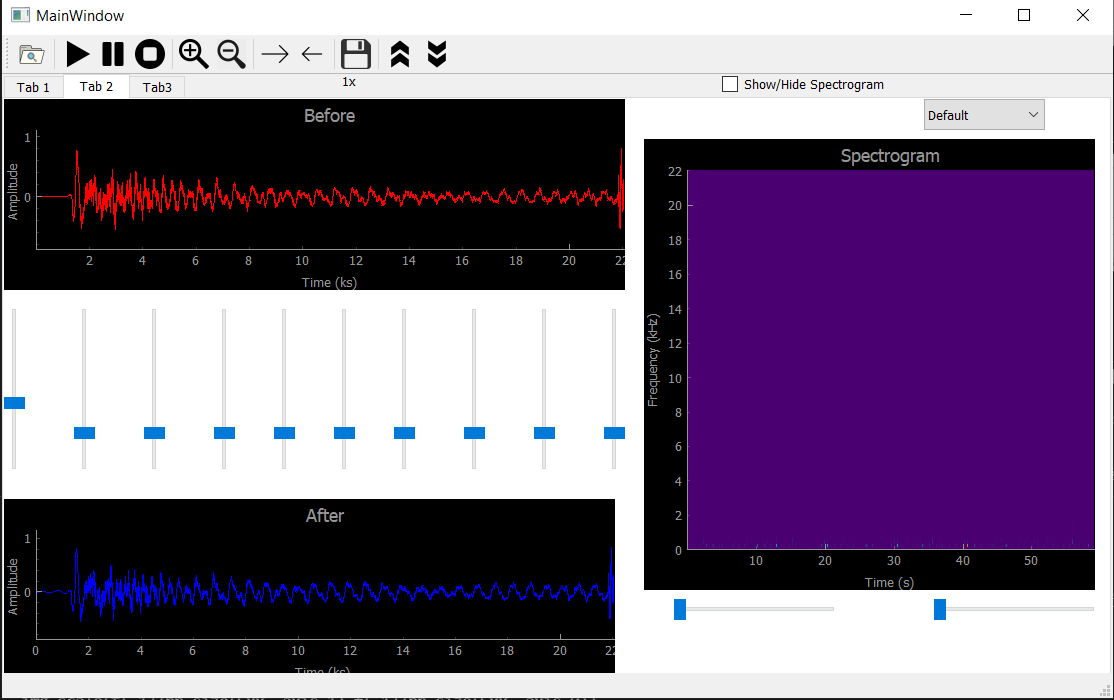 MainWindow
1x
Tab 1 Tab 2 Tab3
Show/Hide Spectrogram
Default
Before
Amplitude
1
0
2 4 6 8 10 12 14 16 18 20 22
Time (ks)
Spectrogram
Frequency (kHz)
22
20
18
16
14
12
10
8
6
4
2
0
10 20 30 40 50
Time (s)
After
Amplitude
1
0
0 2 4 6 8 10 12 14 16 18 20 22
Time (ks)